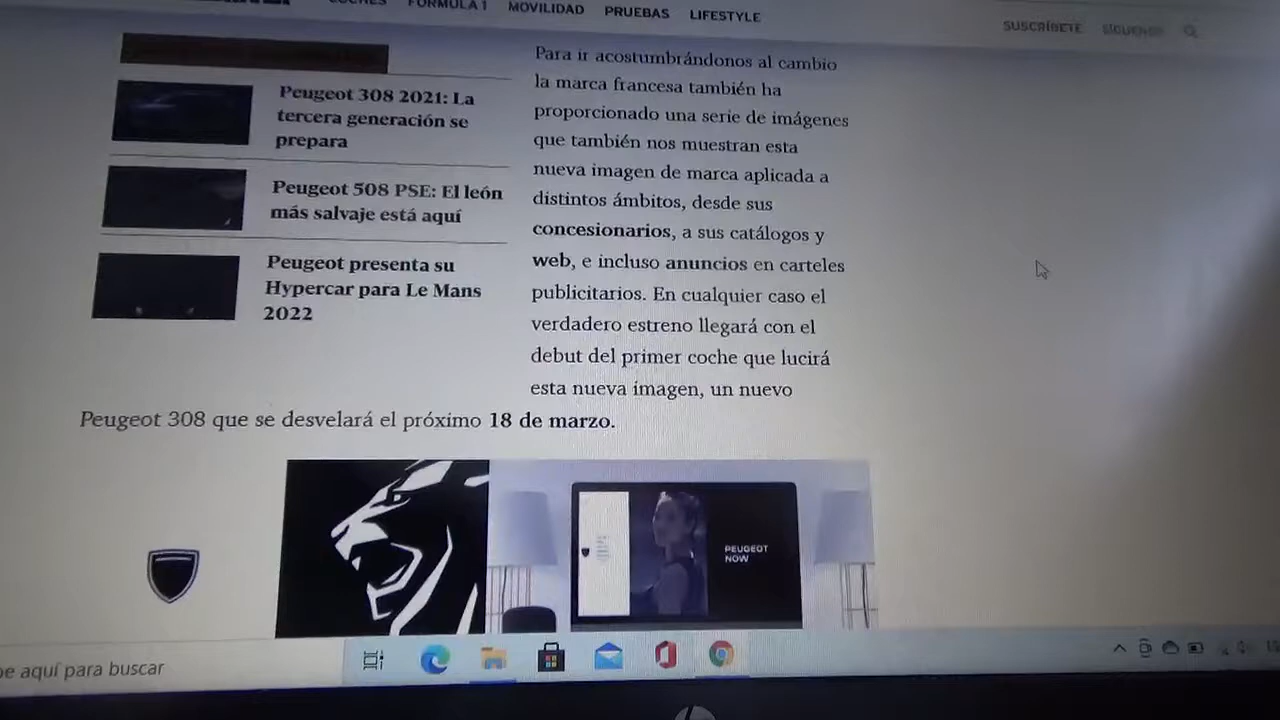 COCHES FÓRMULA 1 MOVILIDAD PRUEBAS LIFESTYLE
SUSCRÍBETE SÍGUENOS
Peugeot 308 2021: La
tercera generación se
prepara
Peugeot 508 PSE: El león
más salvaje está aquí
Peugeot presenta su
Hypercar para Le Mans
2022
Para ir acostumbrándonos al cambio
la marca francesa también ha
proporcionado una serie de imágenes
que también nos muestran esta
nueva imagen de marca aplicada a
distintos ámbitos, desde sus
concesionarios, a sus catálogos y
web, e incluso anuncios en carteles
publicitarios. En cualquier caso el
verdadero estreno llegará con el
debut del primer coche que lucirá
esta nueva imagen, un nuevo
Peugeot 308 que se desvelará el próximo 18 de marzo.
PEUGEOT
NOW
be aquí para buscar